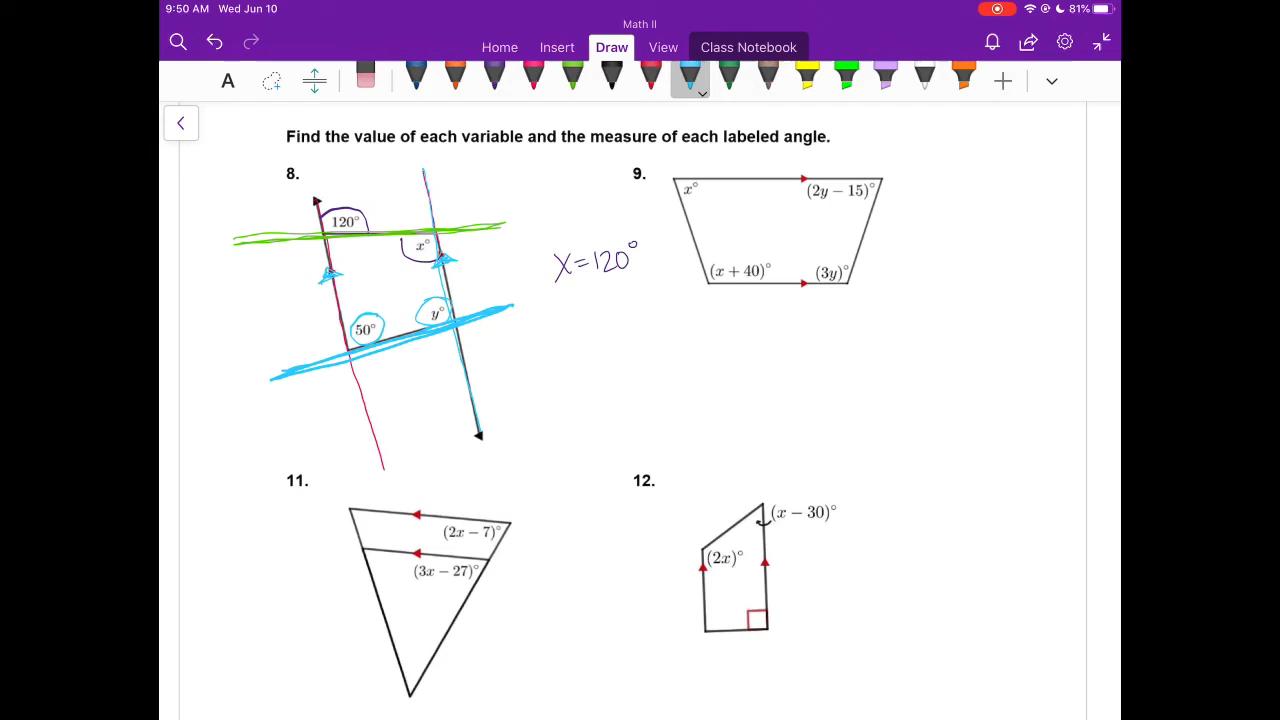 9:50 AM Wed Jun 10
81%
Math II
Home Insert Draw View Class Notebook
A
Find the value of each variable and the measure of each labeled angle.
8.
120°
x°
50°
y°
x=120°
9.
x°
(2y − 15)°
(x + 40)°
(3y)°
11.
(2x − 7)°
(3x − 27)°
12.
(x − 30)°
(2x)°